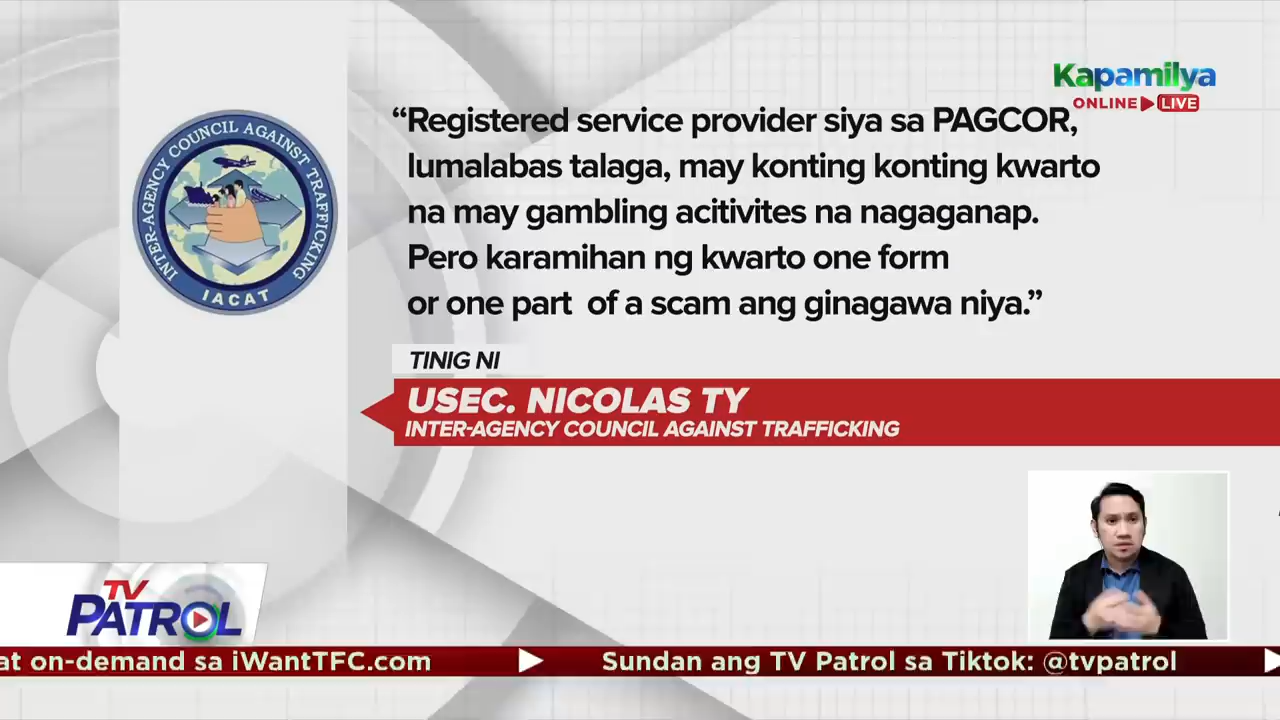 Kapamilya
ONLINE LIVE
INTER-AGENCY COUNCIL AGAINST TRAFFICKING
IACAT
“Registered service provider siya sa PAGCOR,
lumalabas talaga, may konting konting kwarto
na may gambling acitivites na nagaganap.
Pero karamihan ng kwarto one form
or one part of a scam ang ginagawa niya.”
TINIG NI
USEC. NICOLAS TY
INTER-AGENCY COUNCIL AGAINST TRAFFICKING
TV
PATROL
at on-demand sa iWantTFC.com Sundan ang TV Patrol sa Tiktok: @tvpatrol